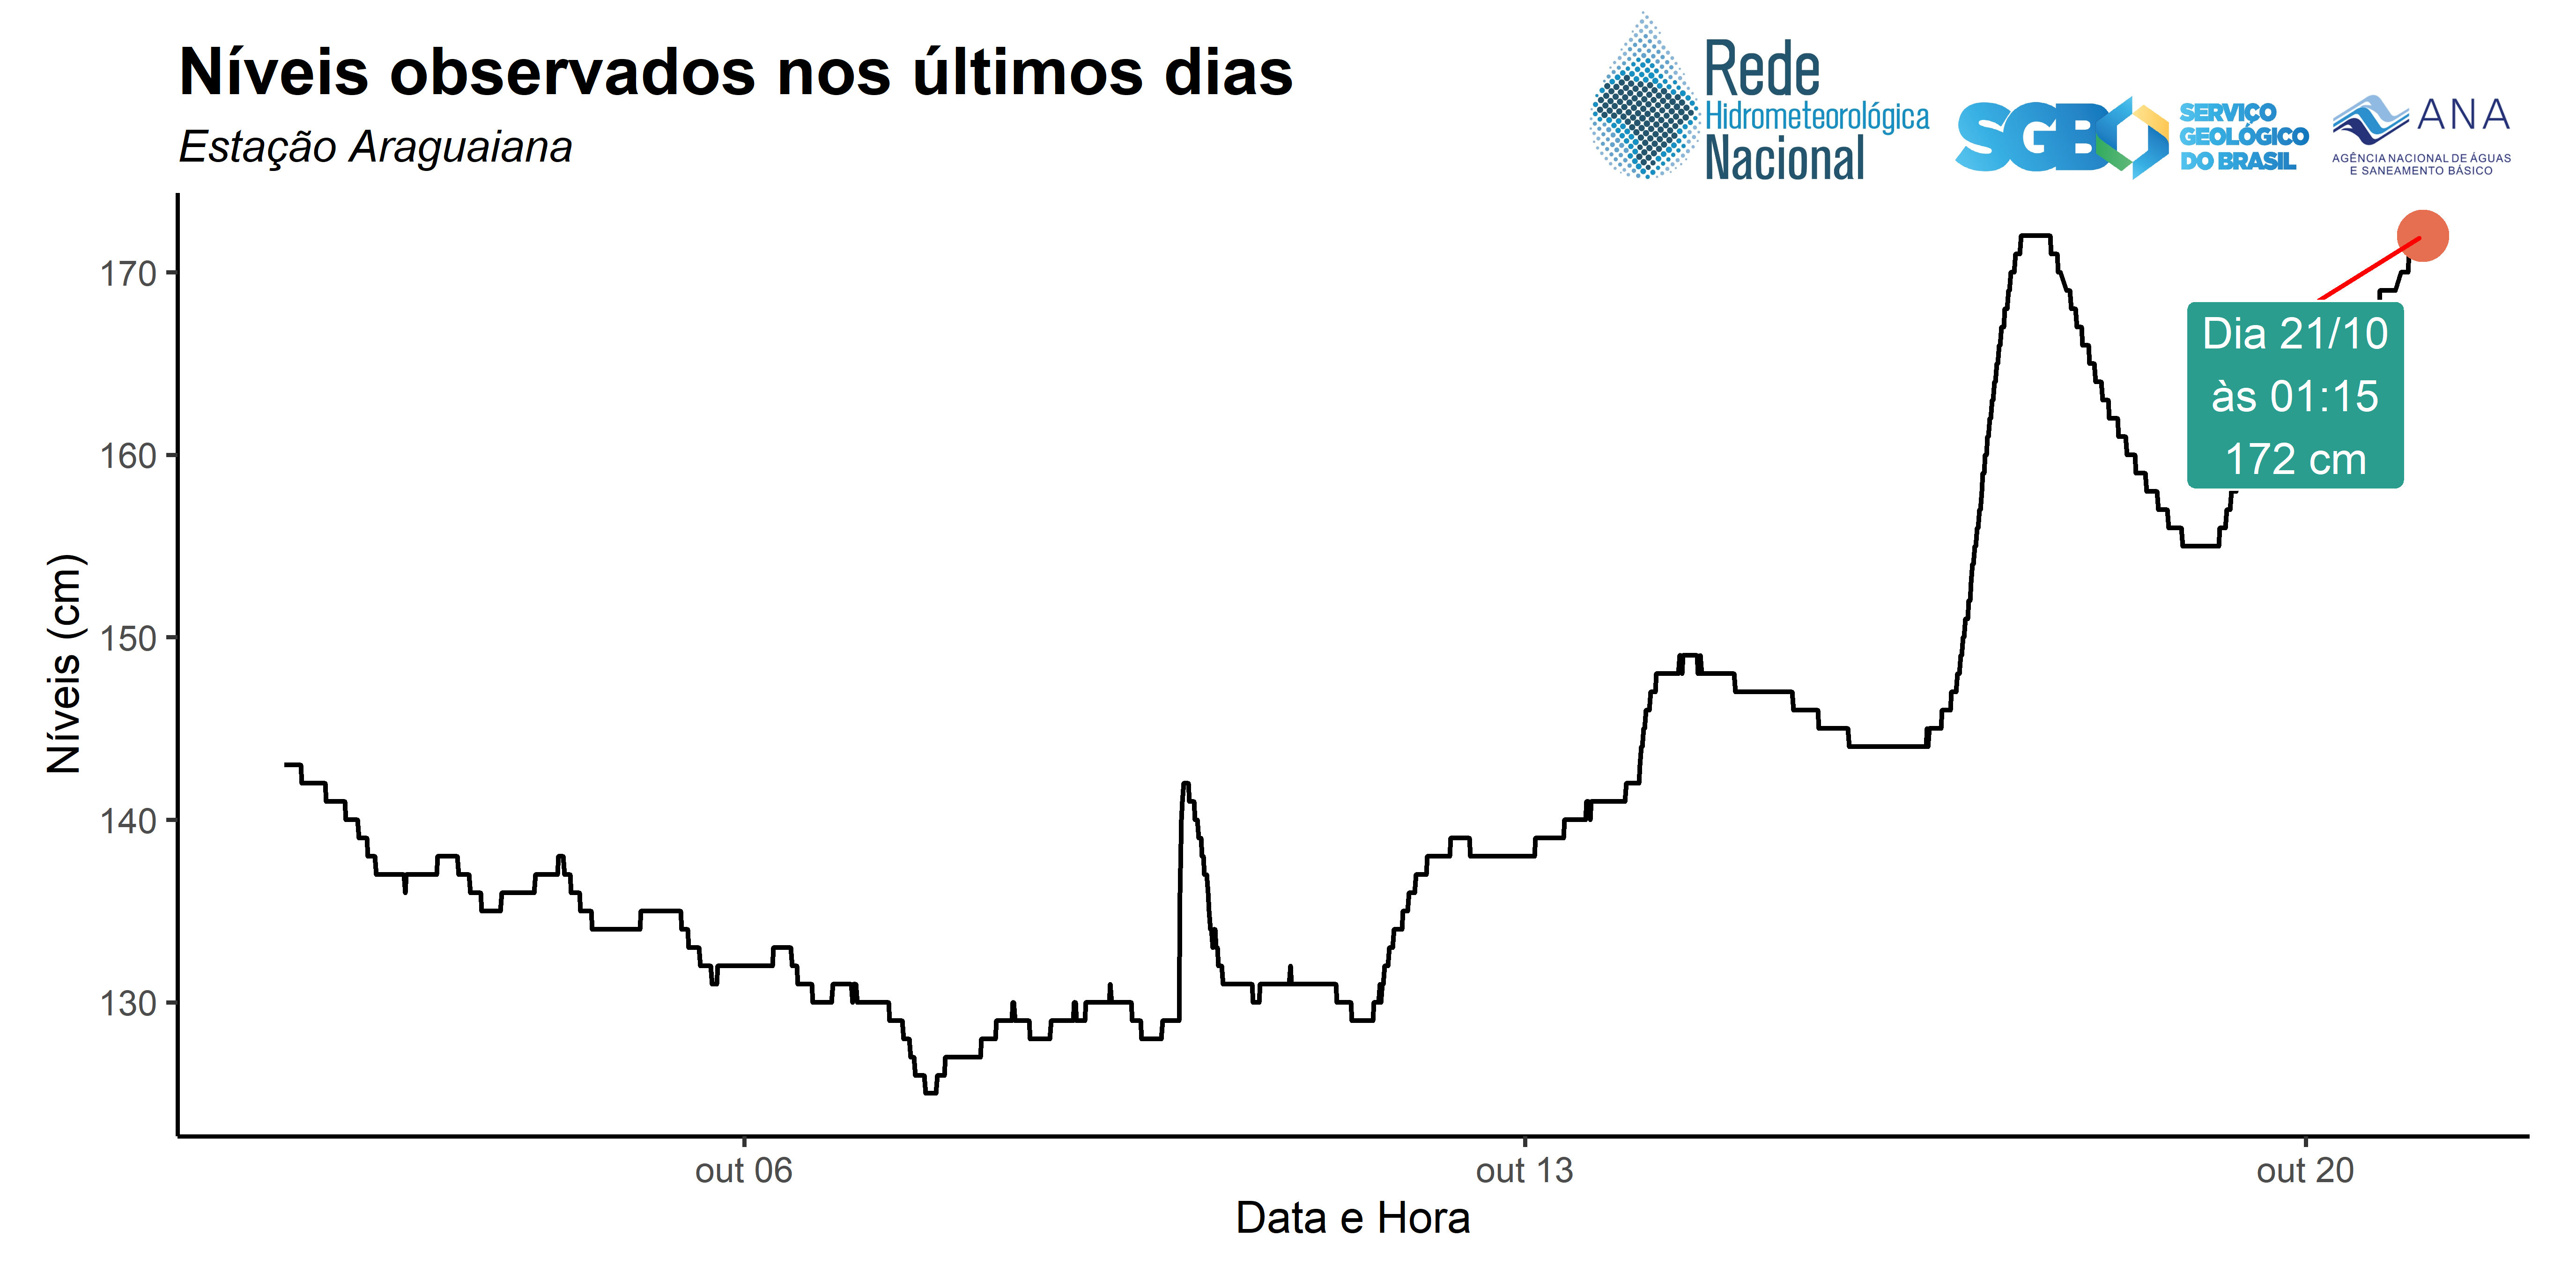 Níveis observados nos últimos dias
Estação Araguaiana
Rede
Hidrometeorológica
Nacional
SGB
SERVIÇO
GEOLÓGICO
DO BRASIL
ANA
AGÊNCIA NACIONAL DE ÁGUAS
E SANEAMENTO BÁSICO
Níveis (cm)
170
160
150
140
130
Dia 21/10
às 01:15
172 cm
out 06
out 13
out 20
Data e Hora